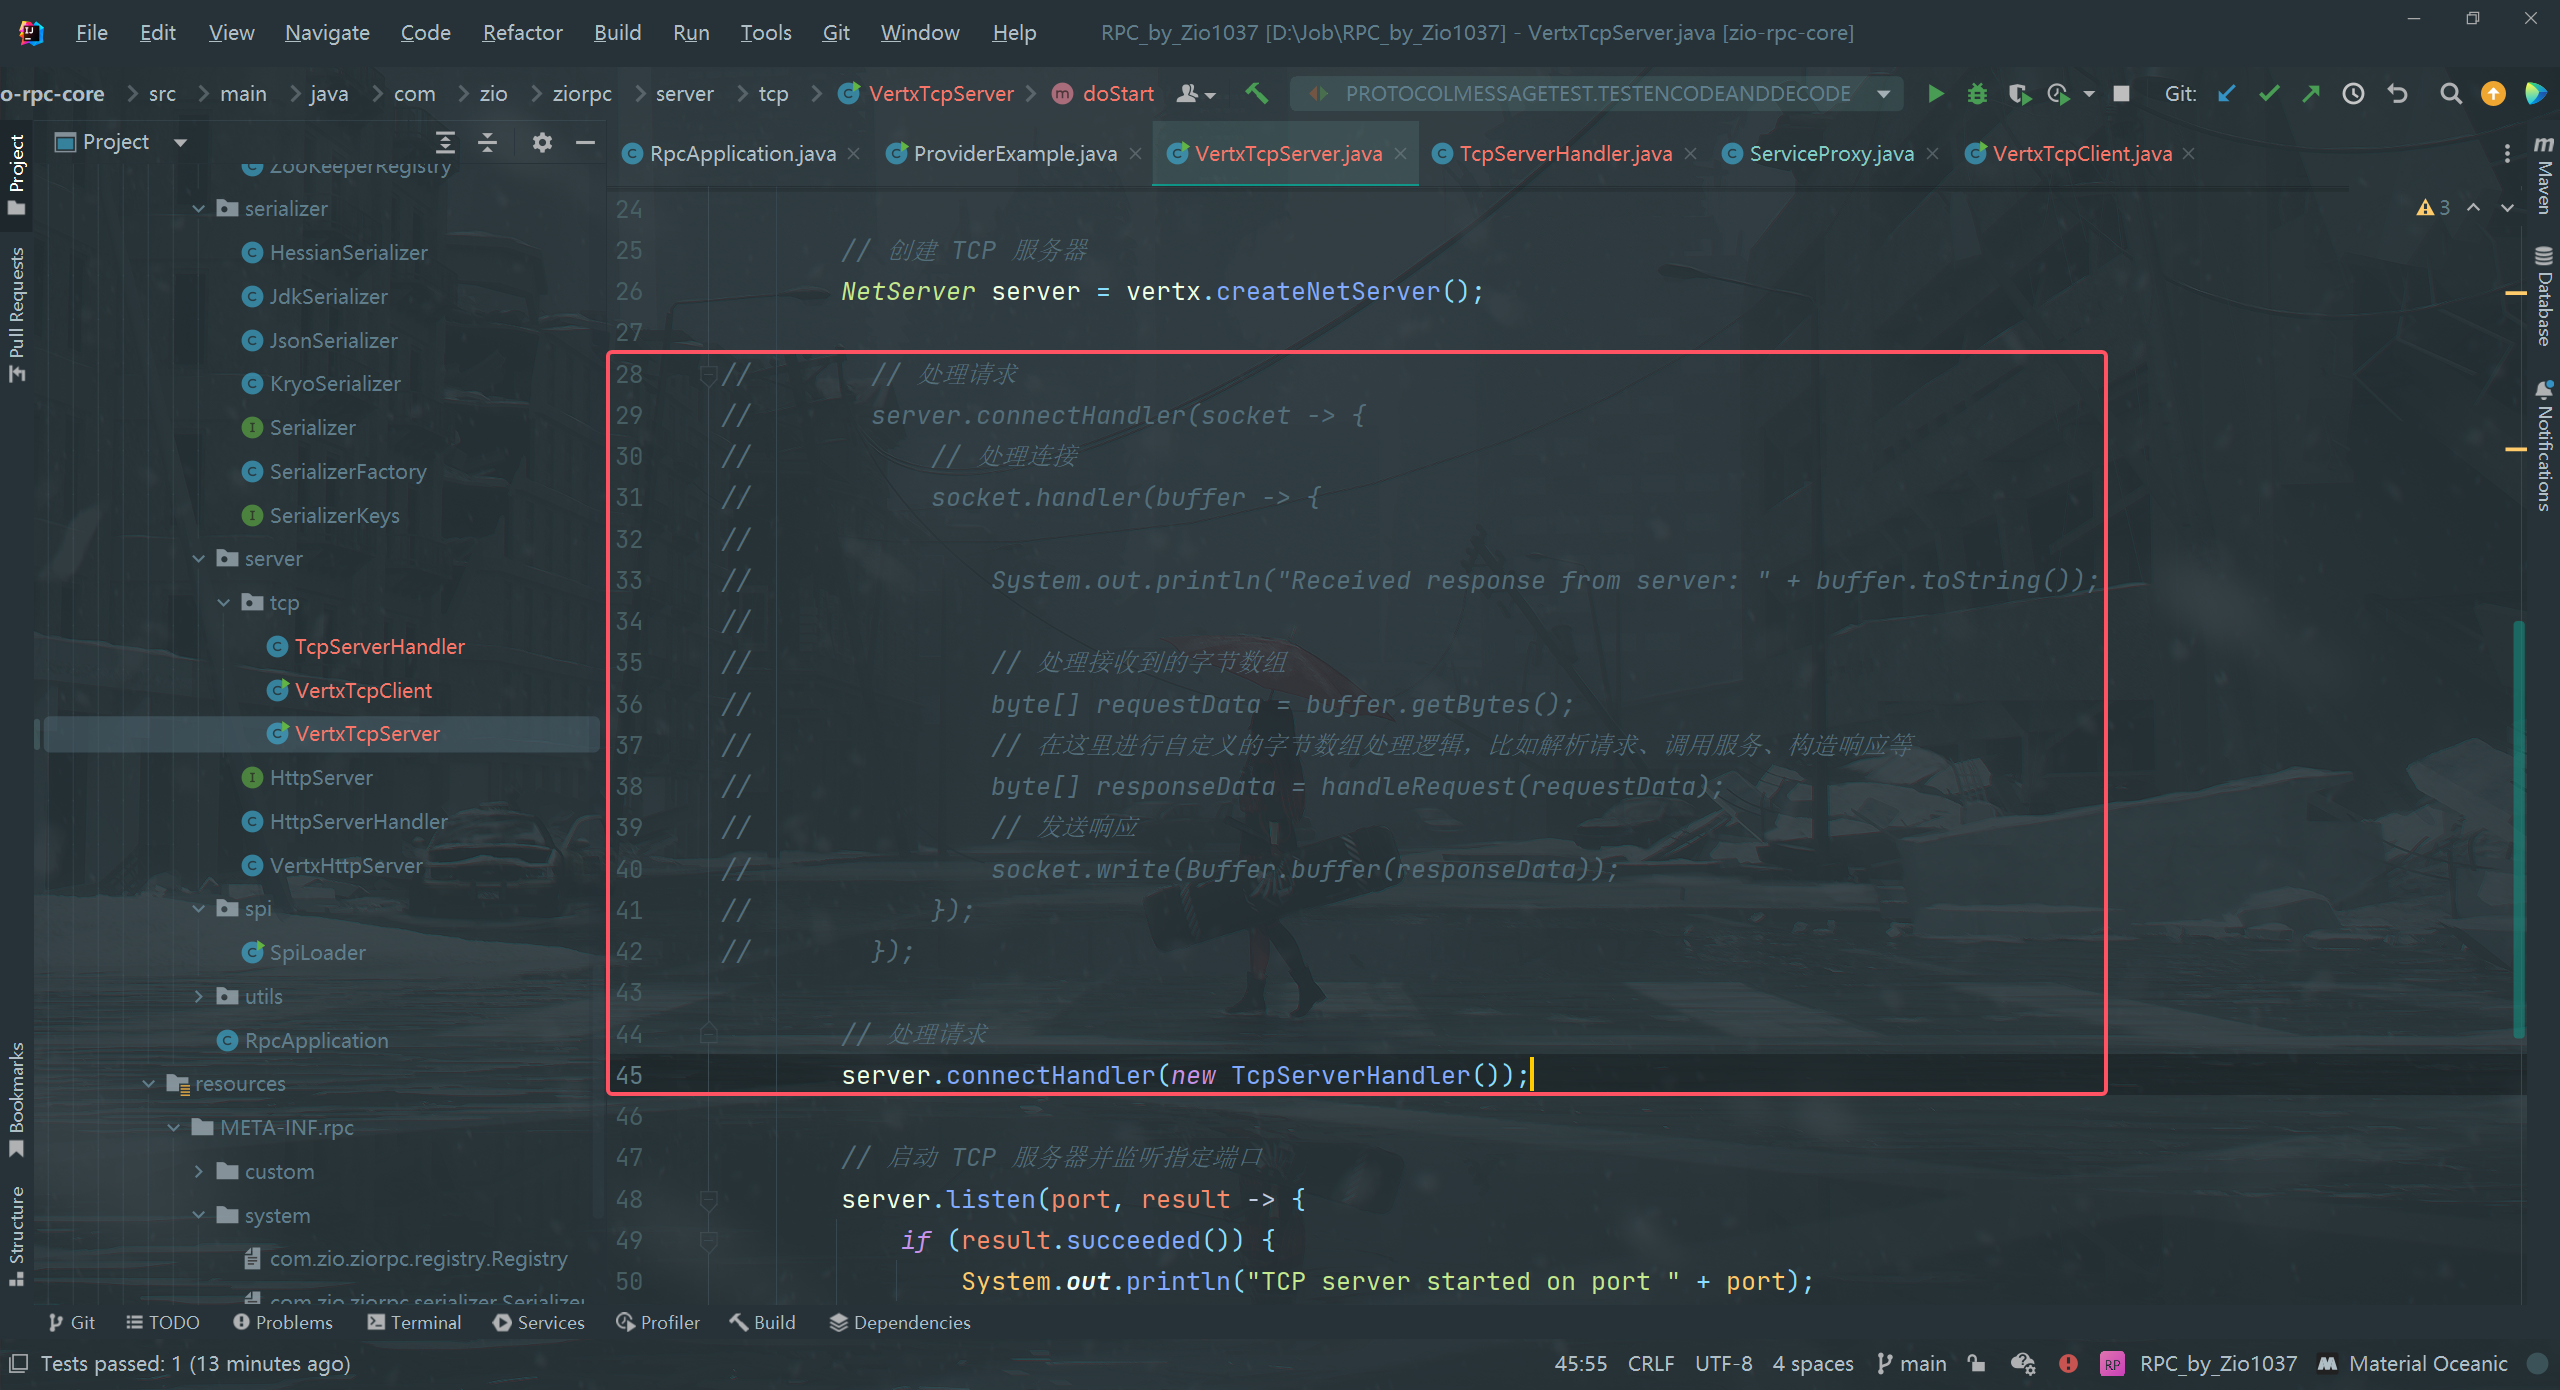 File Edit View Navigate Code Refactor Build Run Tools Git Window Help RPC_by_Zio1037 [D:\Job\RPC_by_Zio1037] - VertxTcpServer.java [zio-rpc-core]
o-rpc-core src main java com zio ziorpc server tcp VertxTcpServer doStart PROTOCOLMESSAGETEST.TESTENCODEANDDECODE Git:
Project
RpcApplication.java ProviderExample.java VertxTcpServer.java TcpServerHandler.java ServiceProxy.java VertxTcpClient.java
Project
Pull Requests
Bookmarks
Structure
ZooKeeperRegistry
serializer
HessianSerializer
JdkSerializer
JsonSerializer
KryoSerializer
Serializer
SerializerFactory
SerializerKeys
server
tcp
TcpServerHandler
VertxTcpClient
VertxTcpServer
HttpServer
HttpServerHandler
VertxHttpServer
spi
SpiLoader
utils
RpcApplication
resources
META-INF.rpc
custom
system
com.zio.ziorpc.registry.Registry
com.zio.ziorpc.serializer.Serializer
24
25 // 创建 TCP 服务器
26 NetServer server = vertx.createNetServer();
27
28 // // 处理请求
29 // server.connectHandler(socket -> {
30 // // 处理连接
31 // socket.handler(buffer -> {
32 //
33 // System.out.println("Received response from server: " + buffer.toString());
34 //
35 // // 处理接收到的字节数组
36 // byte[] requestData = buffer.getBytes();
37 // // 在这里进行自定义的字节数组处理逻辑，比如解析请求、调用服务、构造响应等
38 // byte[] responseData = handleRequest(requestData);
39 // // 发送响应
40 // socket.write(Buffer.buffer(responseData));
41 // });
42 // });
43
44 // 处理请求
45 server.connectHandler(new TcpServerHandler());
46
47 // 启动 TCP 服务器并监听指定端口
48 server.listen(port, result -> {
49 if (result.succeeded()) {
50 System.out.println("TCP server started on port " + port);
3
Maven
Database
Notifications
Git TODO Problems Terminal Services Profiler Build Dependencies
Tests passed: 1 (13 minutes ago) 45:55 CRLF UTF-8 4 spaces main RP RPC_by_Zio1037 Material Oceanic